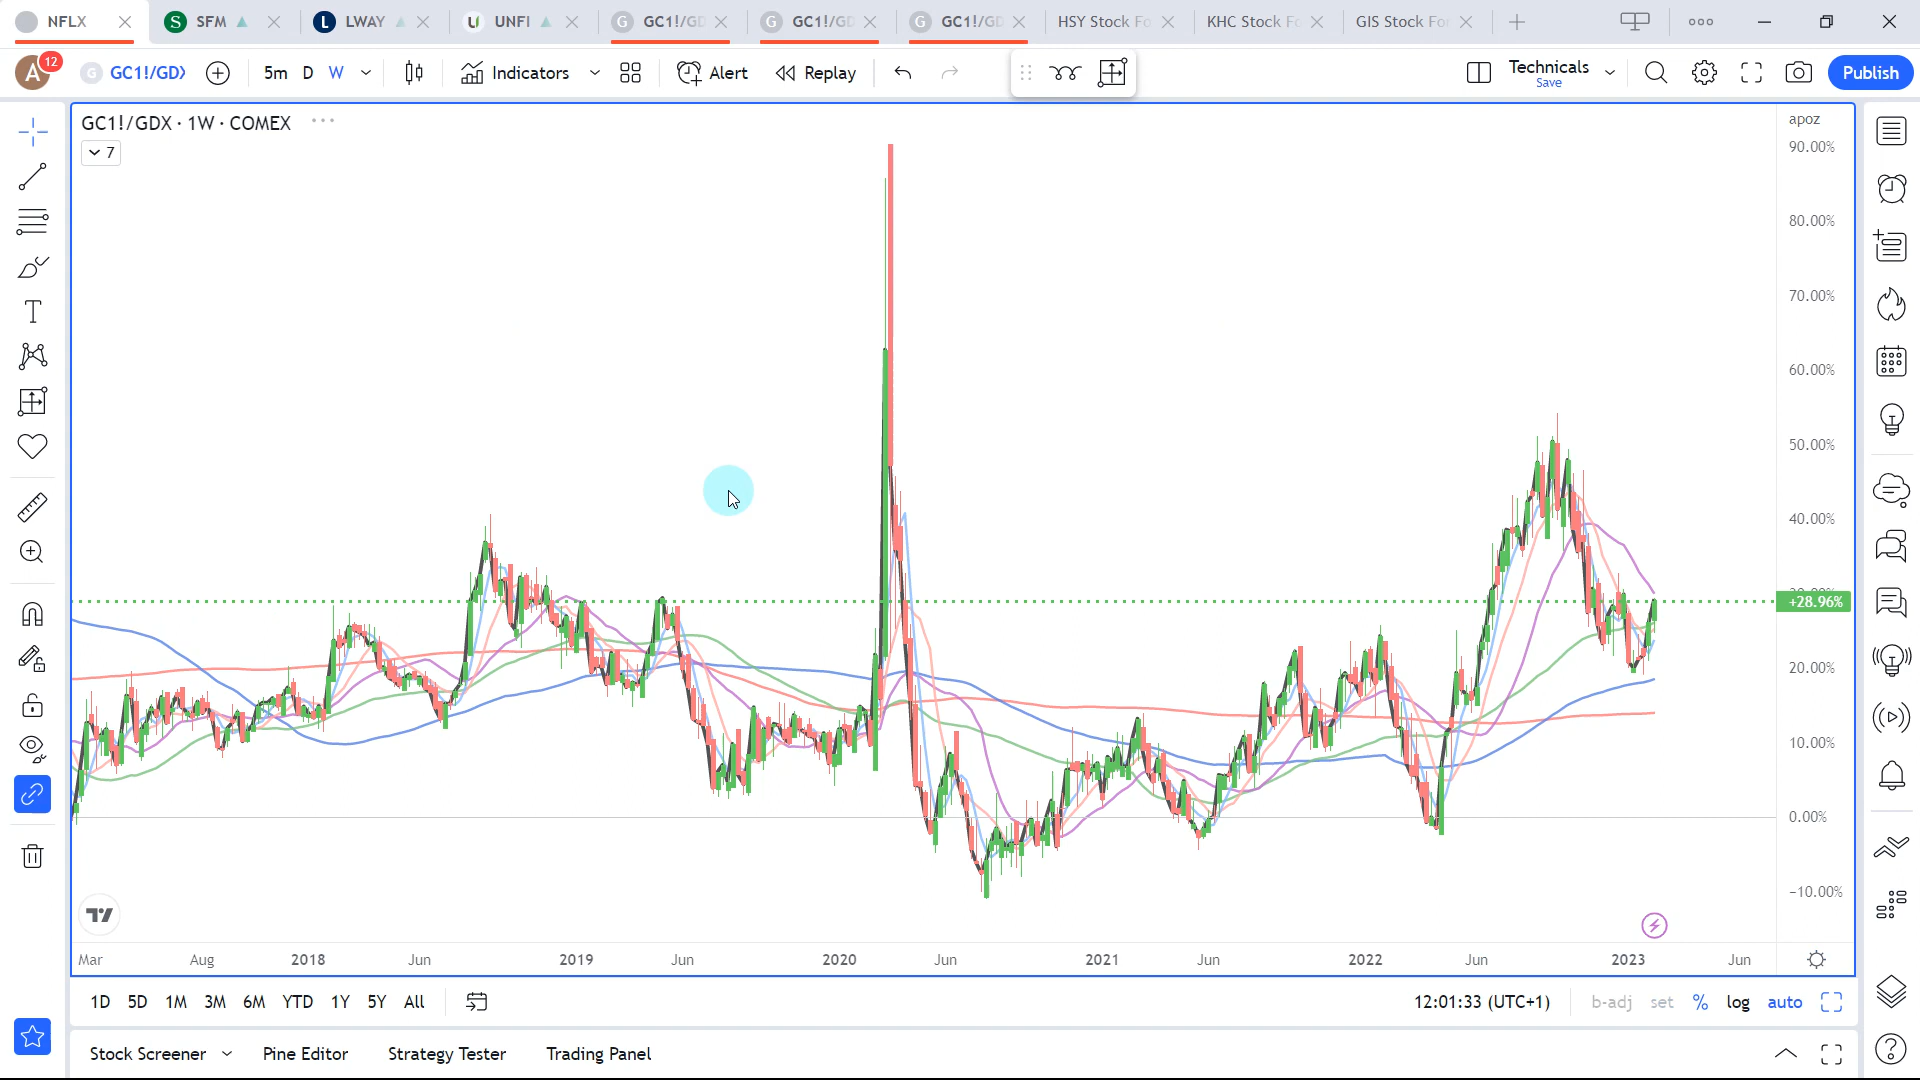 NFLX
SFM
LWAY
UNFI
GC1!/GD
GC1!/GD
GC1!/GD
HSY Stock Fo
KHC Stock Fo
GIS Stock For
A
12
G
GC1!/GDX
5m
D
W
Indicators
Alert
Replay
Technicals
Save
Publish
GC1!/GDX · 1W · COMEX
7
apoz
90.00%
80.00%
70.00%
60.00%
50.00%
40.00%
+28.96%
20.00%
10.00%
0.00%
−10.00%
Mar
Aug
2018
Jun
2019
Jun
2020
Jun
2021
Jun
2022
Jun
2023
Jun
1D
5D
1M
3M
6M
YTD
1Y
5Y
All
12:01:33 (UTC+1)
b-adj
set
%
log
auto
Stock Screener
Pine Editor
Strategy Tester
Trading Panel